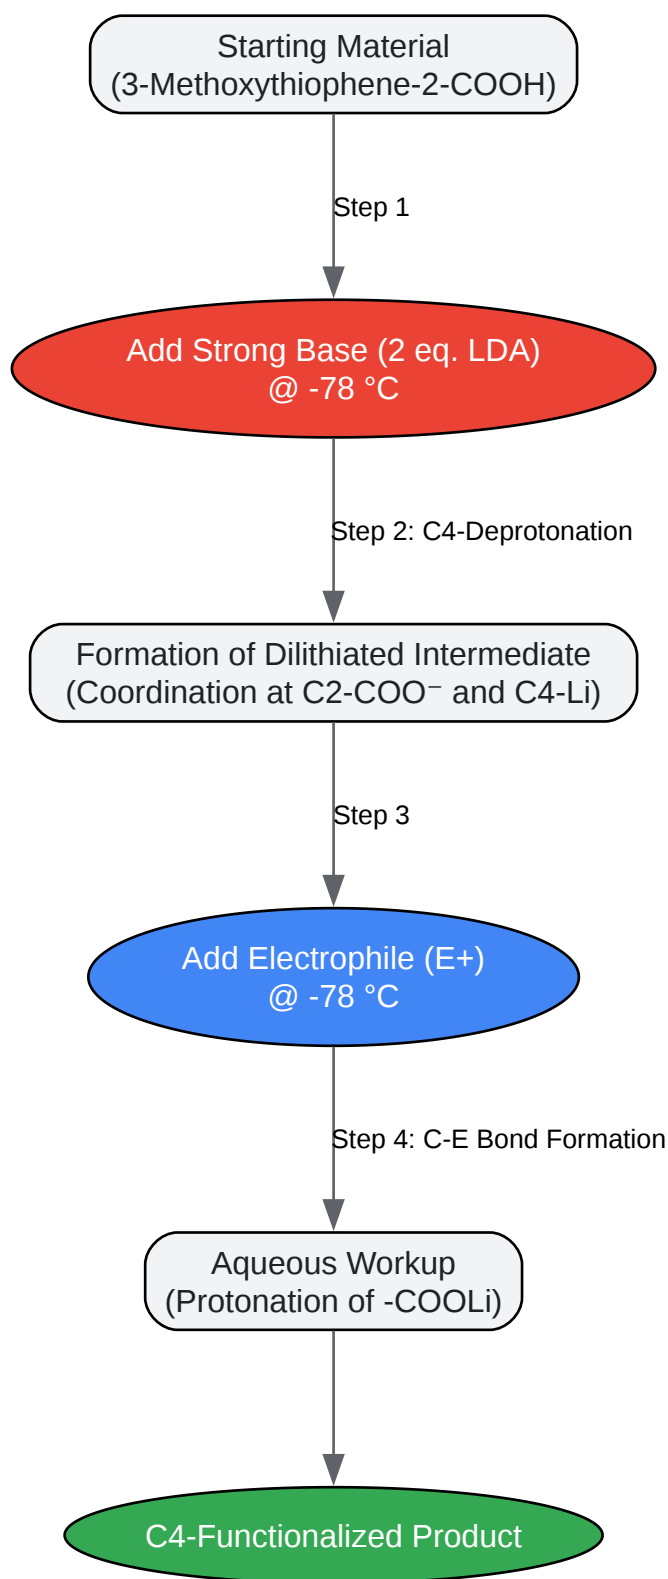 Starting Material
(3-Methoxythiophene-2-COOH)
Step 1
Add Strong Base (2 eq. LDA)
@ -78 °C
Step 2: C4-Deprotonation
Formation of Dilithiated Intermediate
(Coordination at C2-COO⁻ and C4-Li)
Step 3
Add Electrophile (E+)
@ -78 °C
Step 4: C-E Bond Formation
Aqueous Workup
(Protonation of -COOLi)
C4-Functionalized Product